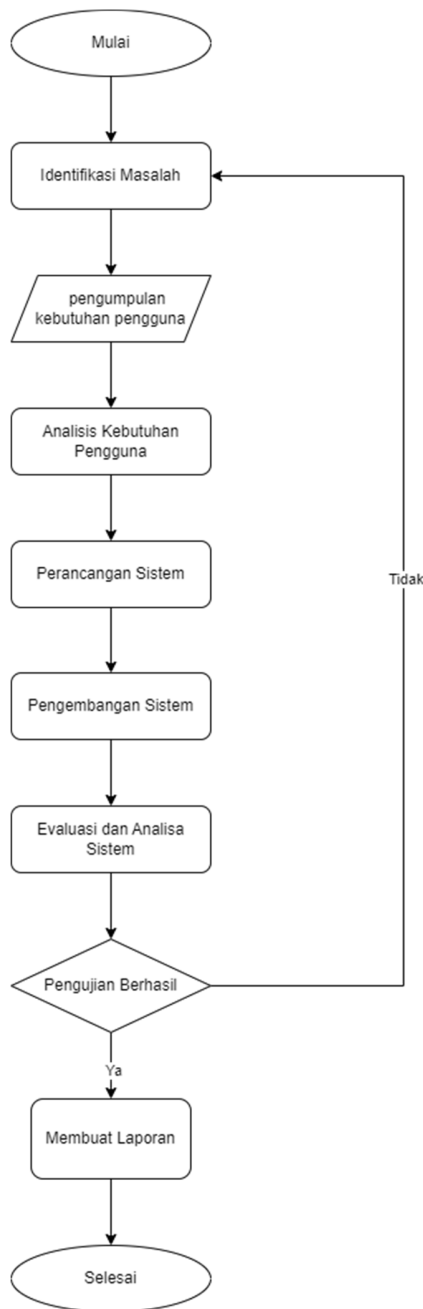 Mulai
Identifikasi Masalah
pengumpulan
kebutuhan pengguna
Analisis Kebutuhan
Pengguna
Perancangan Sistem
Tidak
Pengembangan Sistem
Evaluasi dan Analisa
Sistem
Pengujian Berhasil
Ya
Membuat Laporan
Selesai